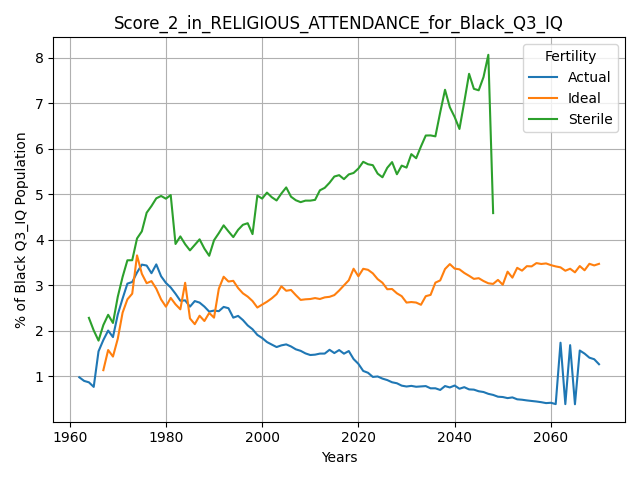 Score_2_in_RELIGIOUS_ATTENDANCE_for_Black_Q3_IQ
Fertility
Actual
Ideal
Sterile
% of Black Q3_IQ Population
8
7
6
5
4
3
2
1
1960 1980 2000 2020 2040 2060
Years